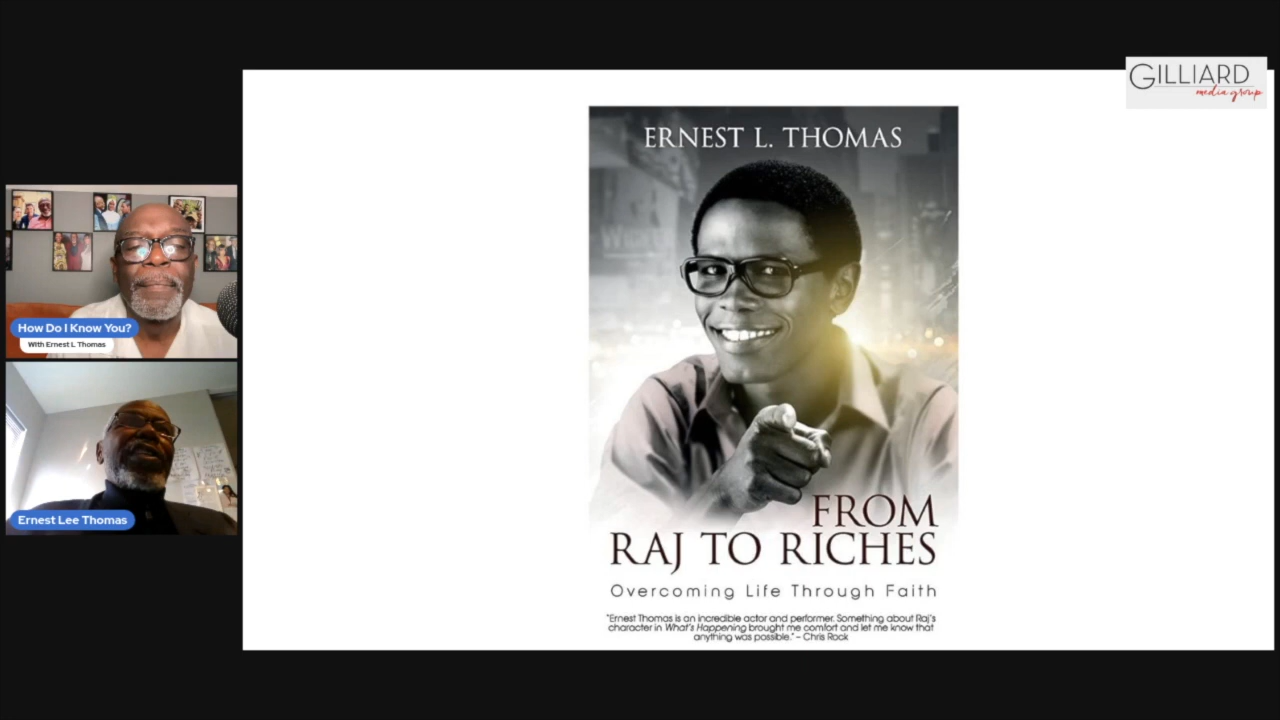 GILLIARD
media group
ERNEST L. THOMAS
How Do I Know You?
With Ernest L Thomas
Ernest Lee Thomas
FROM
RAJ TO RICHES
Overcoming Life Through Faith
"Ernest Thomas is an incredible actor and performer. Something about Raj's
character in What's Happening brought me comfort and let me know that
anything was possible." – Chris Rock